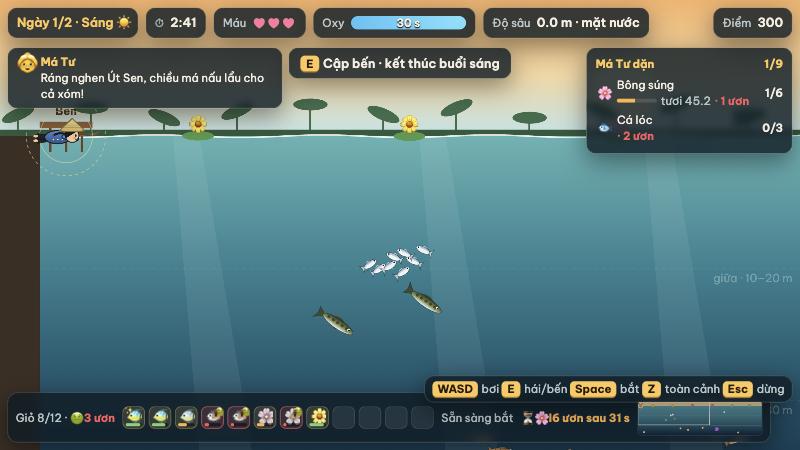 Ngày 1/2 · Sáng
2:41
Máu
Oxy 30 s
Độ sâu 0.0 m · mặt nước
Điểm 300
Má Tư
Ráng nghen Út Sen, chiều má nấu lẩu cho
cả xóm!
E Cập bến · kết thúc buổi sáng
Má Tư dặn 1/9
Bông súng 1/6
tươi 45.2 · 1 ươn
Cá lóc 0/3
· 2 ươn
Bến
giữa · 10–20 m
WASD bơi E hái/bến Space bắt Z toàn cảnh Esc dừng
Giỏ 8/12 · 3 ươn
Sẵn sàng bắt
6 ươn sau 31 s